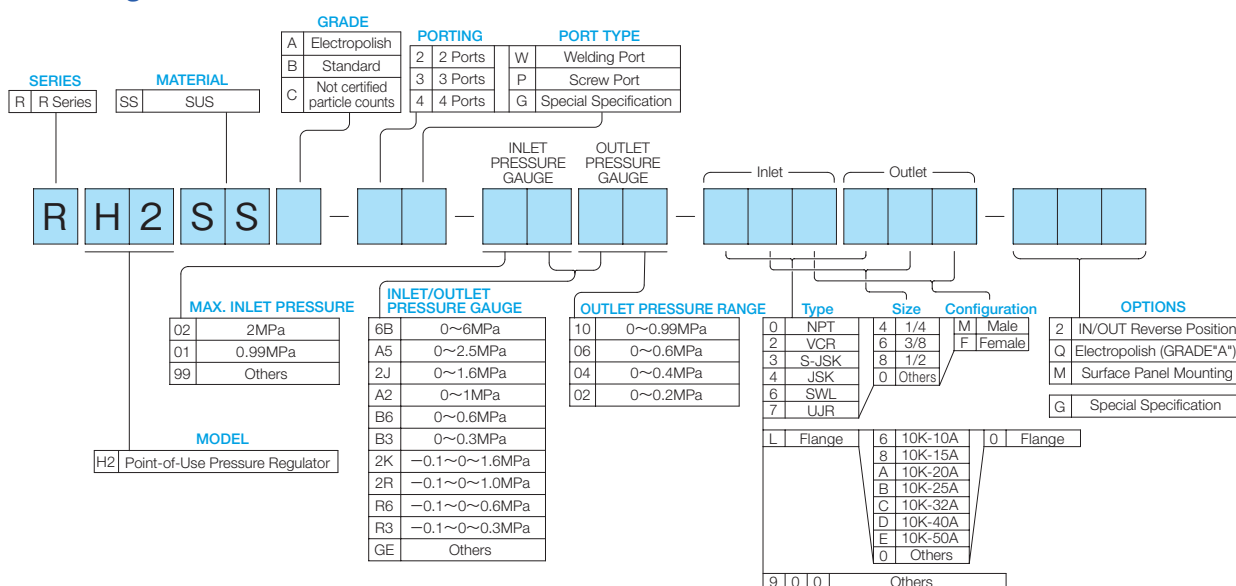 GRADE
A Electropolish
B Standard
C Not certified
particle counts
PORTING
2 2 Ports
3 3 Ports
4 4 Ports
PORT TYPE
W Welding Port
P Screw Port
G Special Specification
SERIES
R R Series
MATERIAL
SS SUS
INLET
PRESSURE
GAUGE
OUTLET
PRESSURE
GAUGE
Inlet
Outlet
R H 2 S S — — — —
MAX. INLET PRESSURE
02 2MPa
01 0.99MPa
99 Others
MODEL
H2 Point-of-Use Pressure Regulator
INLET/OUTLET
PRESSURE GAUGE
6B 0～6MPa
A5 0～2.5MPa
2J 0～1.6MPa
A2 0～1MPa
B6 0～0.6MPa
B3 0～0.3MPa
2K −0.1～0～1.6MPa
2R −0.1～0～1.0MPa
R6 −0.1～0～0.6MPa
R3 −0.1～0～0.3MPa
GE Others
OUTLET PRESSURE RANGE
10 0～0.99MPa
06 0～0.6MPa
04 0～0.4MPa
02 0～0.2MPa
Type
0 NPT
2 VCR
3 S-JSK
4 JSK
6 SWL
7 UJR
Size
4 1/4
6 3/8
8 1/2
0 Others
Configuration
M Male
F Female
L Flange
6 10K-10A
8 10K-15A
A 10K-20A
B 10K-25A
C 10K-32A
D 10K-40A
E 10K-50A
0 Others
0 Flange
9 0 0 Others
OPTIONS
2 IN/OUT Reverse Position
Q Electropolish (GRADE"A")
M Surface Panel Mounting
G Special Specification